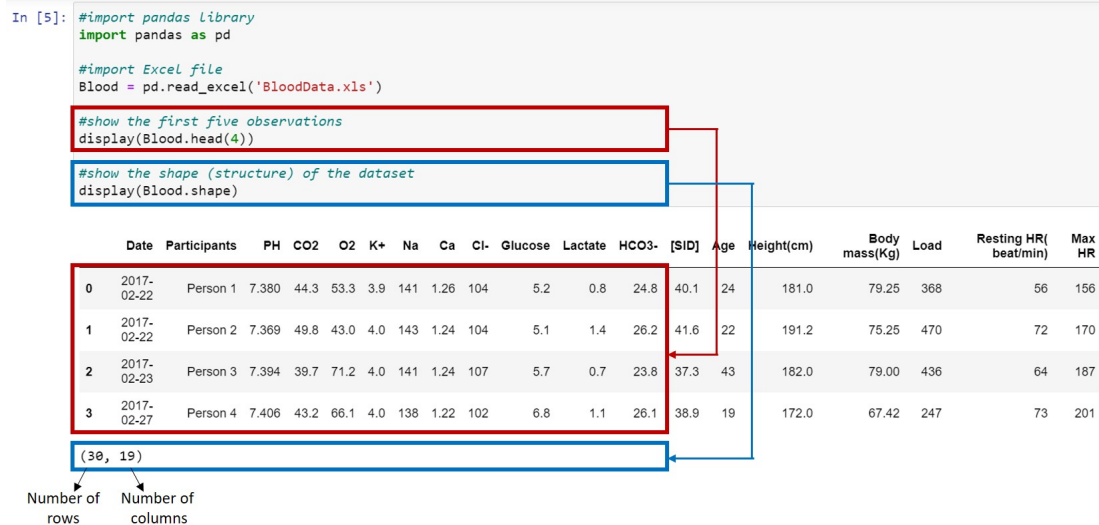 In [5]: #import pandas library
import pandas as pd
#import Excel file
Blood = pd.read_excel('BloodData.xls')
#show the first five observations
display(Blood.head(4))
#show the shape (structure) of the dataset
display(Blood.shape)
Date Participants PH CO2 O2 K+ Na Ca Cl- Glucose Lactate HCO3- [SID] Age Height(cm) Body mass(Kg) Load Resting HR( beat/min) Max HR
0 2017-02-22 Person 1 7.380 44.3 53.3 3.9 141 1.26 104 5.2 0.8 24.8 40.1 24 181.0 79.25 368 56 156
1 2017-02-22 Person 2 7.369 49.8 43.0 4.0 143 1.24 104 5.1 1.4 26.2 41.6 22 191.2 75.25 470 72 170
2 2017-02-23 Person 3 7.394 39.7 71.2 4.0 141 1.24 107 5.7 0.7 23.8 37.3 43 182.0 79.00 436 64 187
3 2017-02-27 Person 4 7.406 43.2 66.1 4.0 138 1.22 102 6.8 1.1 26.1 38.9 19 172.0 67.42 247 73 201
(30, 19)
Number of rows
Number of columns